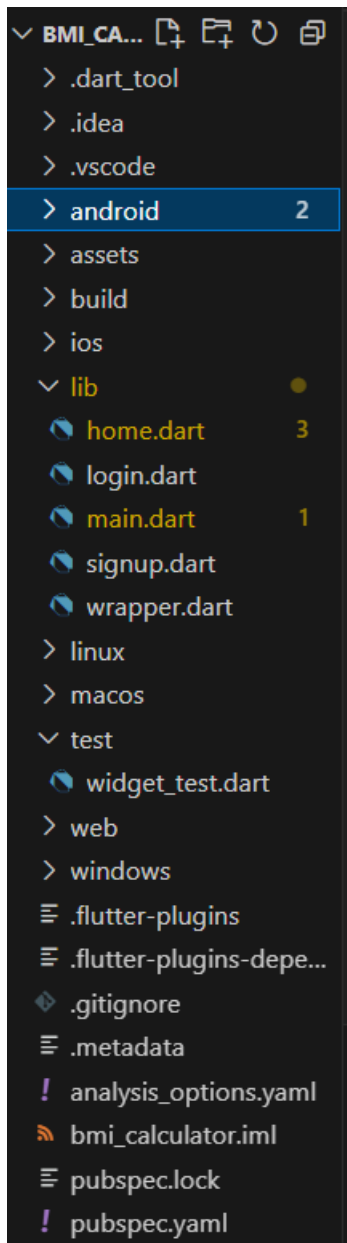 BMI_CA...
.dart_tool
.idea
.vscode
android 2
assets
build
ios
lib
home.dart 3
login.dart
main.dart 1
signup.dart
wrapper.dart
linux
macos
test
widget_test.dart
web
windows
.flutter-plugins
.flutter-plugins-depe...
.gitignore
.metadata
! analysis_options.yaml
bmi_calculator.iml
pubspec.lock
! pubspec.yaml